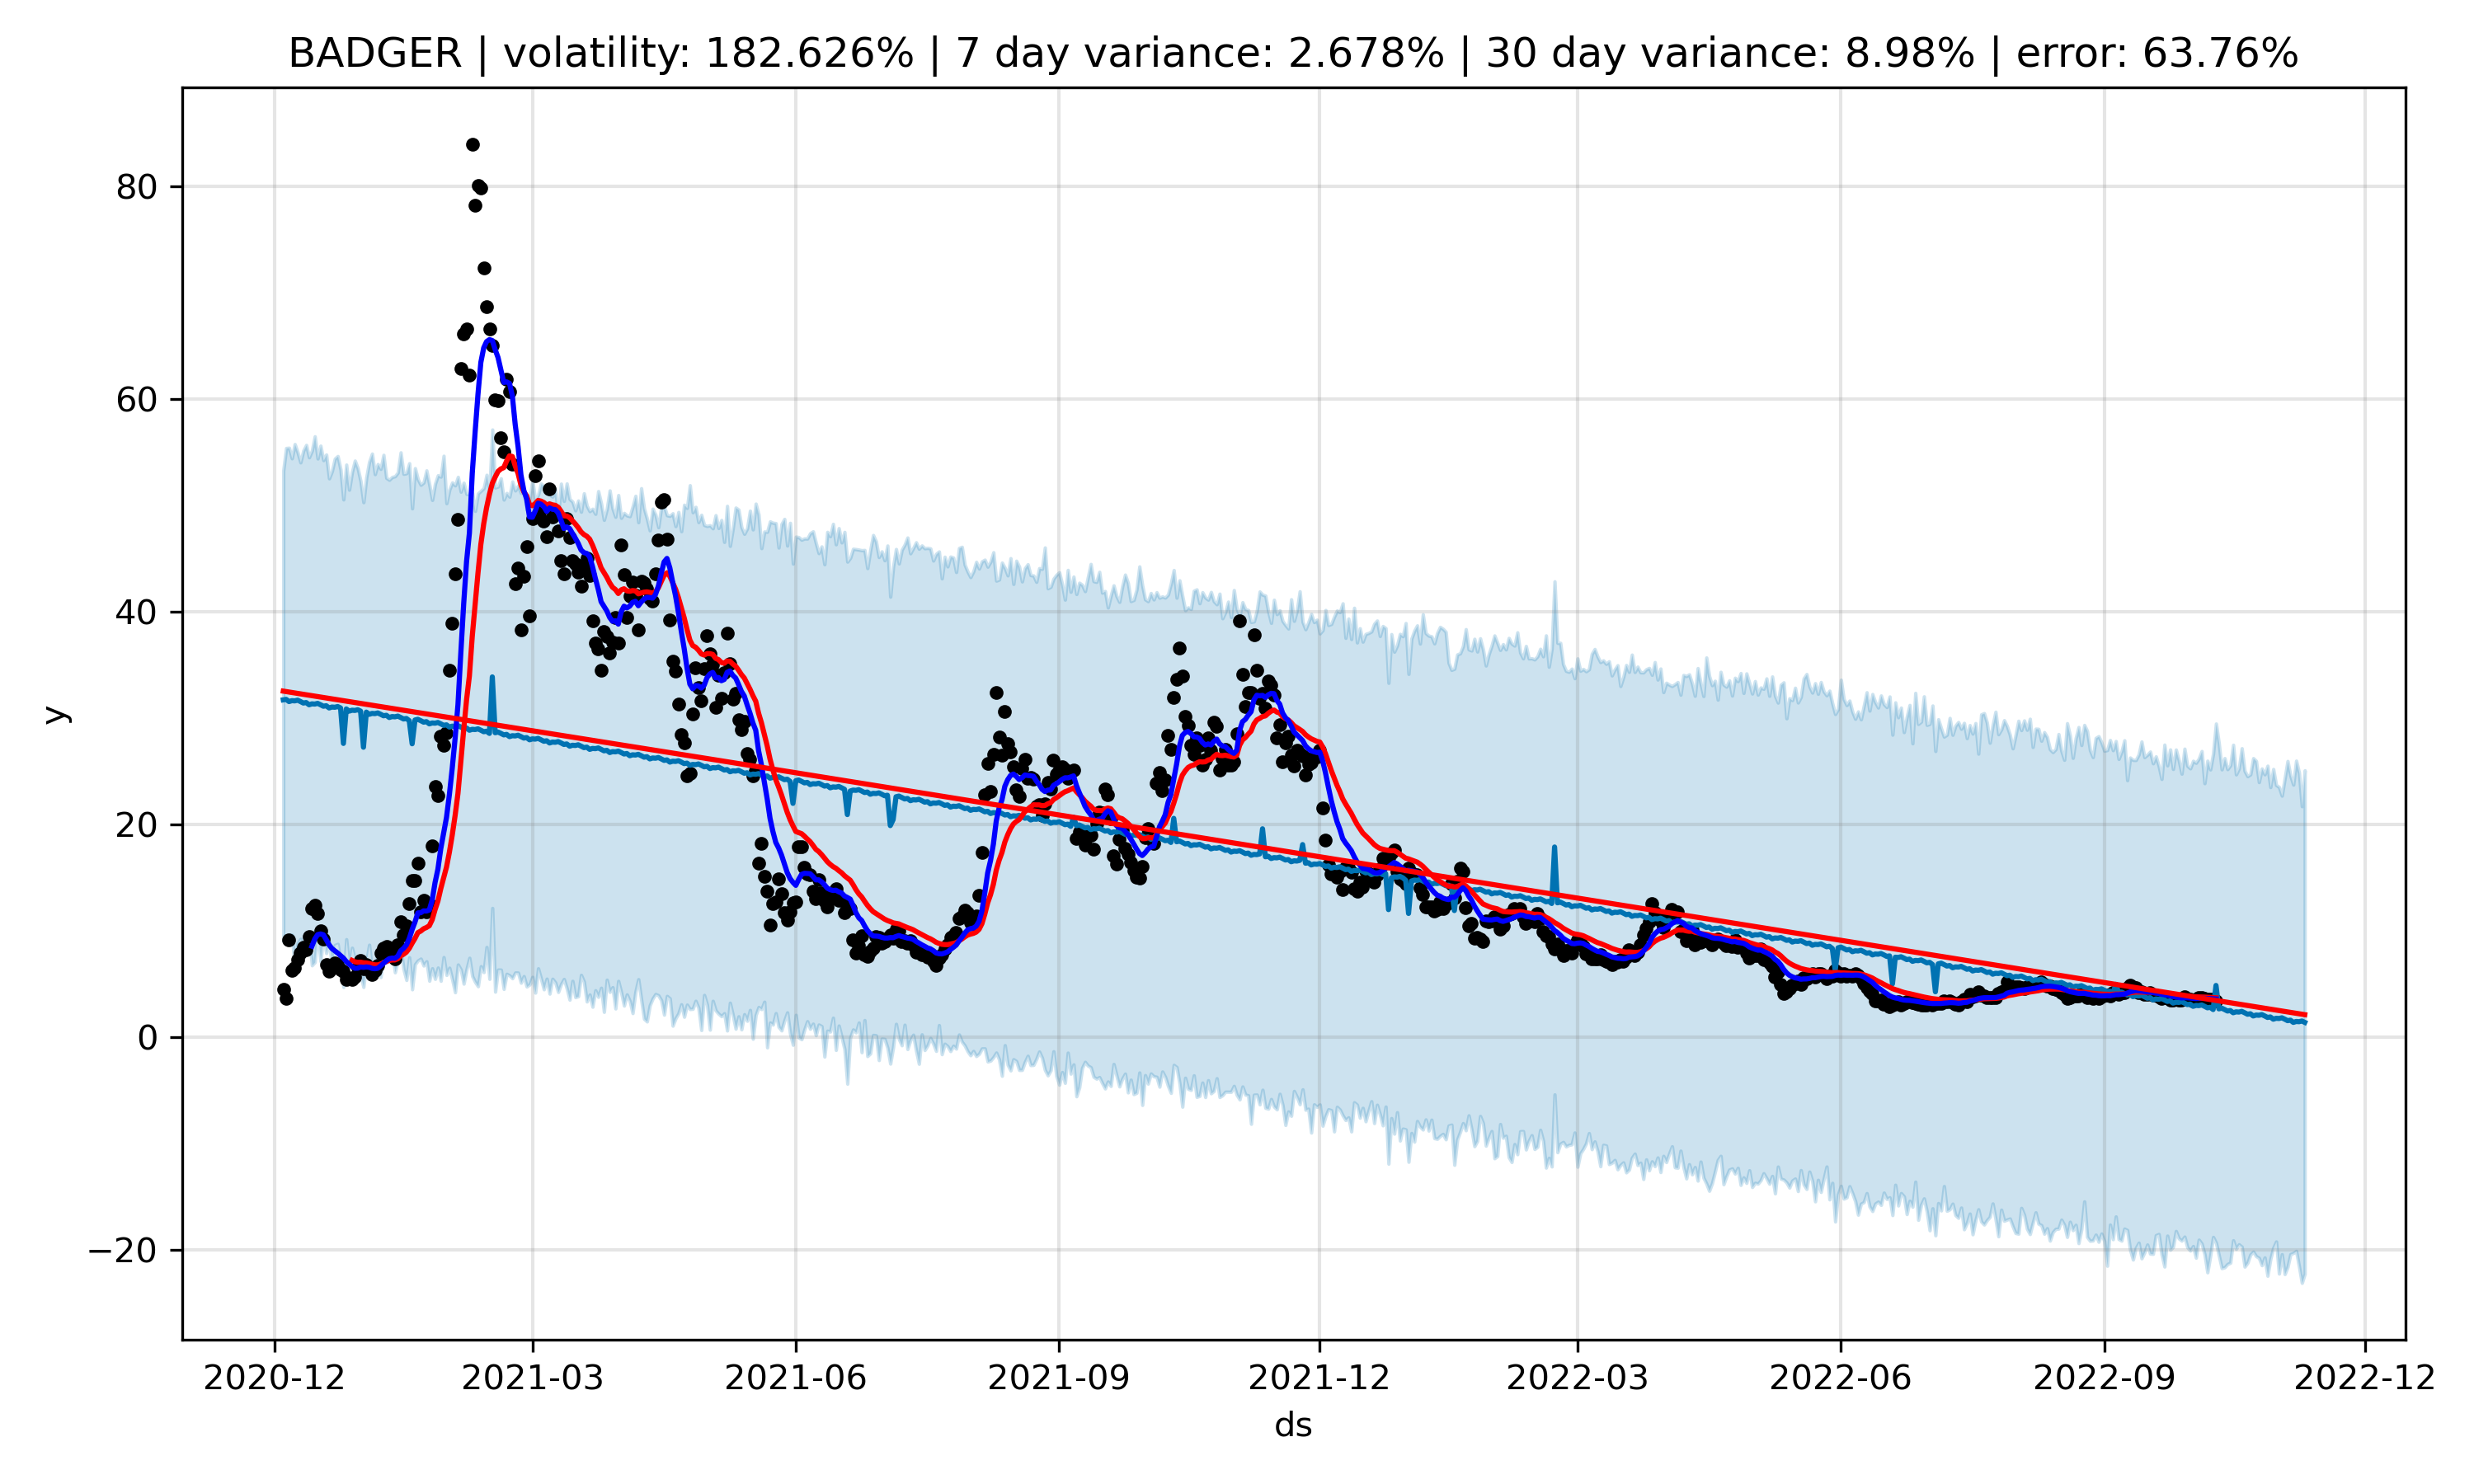 BADGER | volatility: 182.626% | 7 day variance: 2.678% | 30 day variance: 8.98% | error: 63.76%
80
60
40
20
0
−20
y
2020-12 2021-03 2021-06 2021-09 2021-12 2022-03 2022-06 2022-09 2022-12
ds